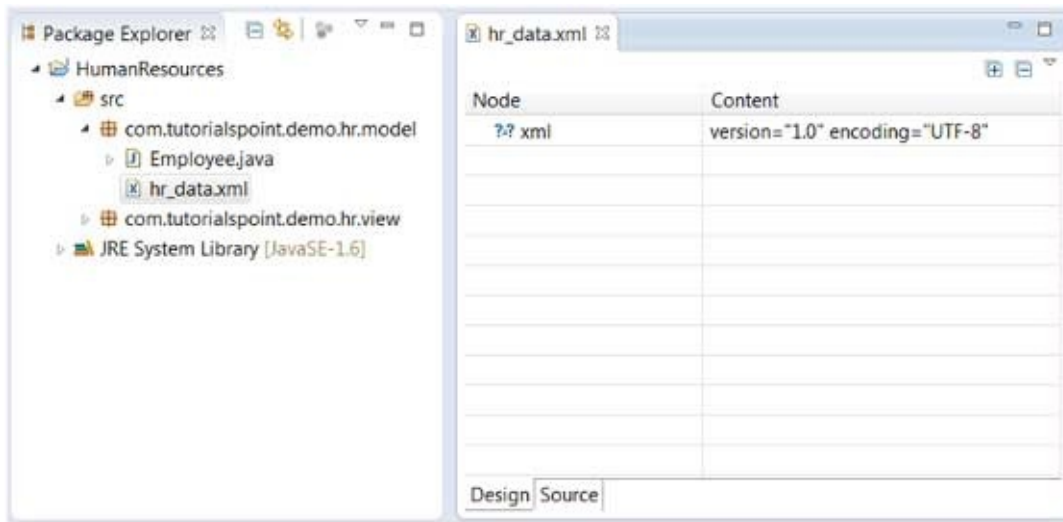 Package Explorer
HumanResources
src
com.tutorialspoint.demo.hr.model
Employee.java
hr_data.xml
com.tutorialspoint.demo.hr.view
JRE System Library [JavaSE-1.6]
hr_data.xml
Node Content
?-? xml version="1.0" encoding="UTF-8"
Design Source